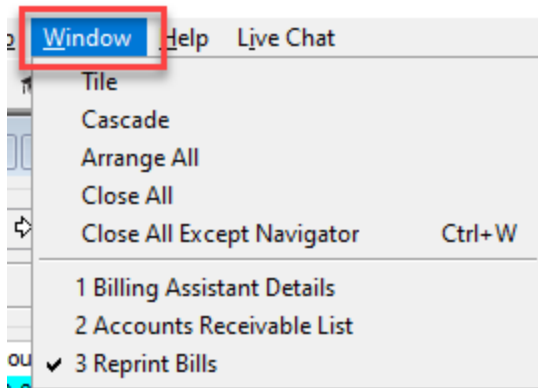 Window Help Live Chat
Tile
Cascade
Arrange All
Close All
Close All Except Navigator Ctrl+W
1 Billing Assistant Details
2 Accounts Receivable List
ou ✓ 3 Reprint Bills